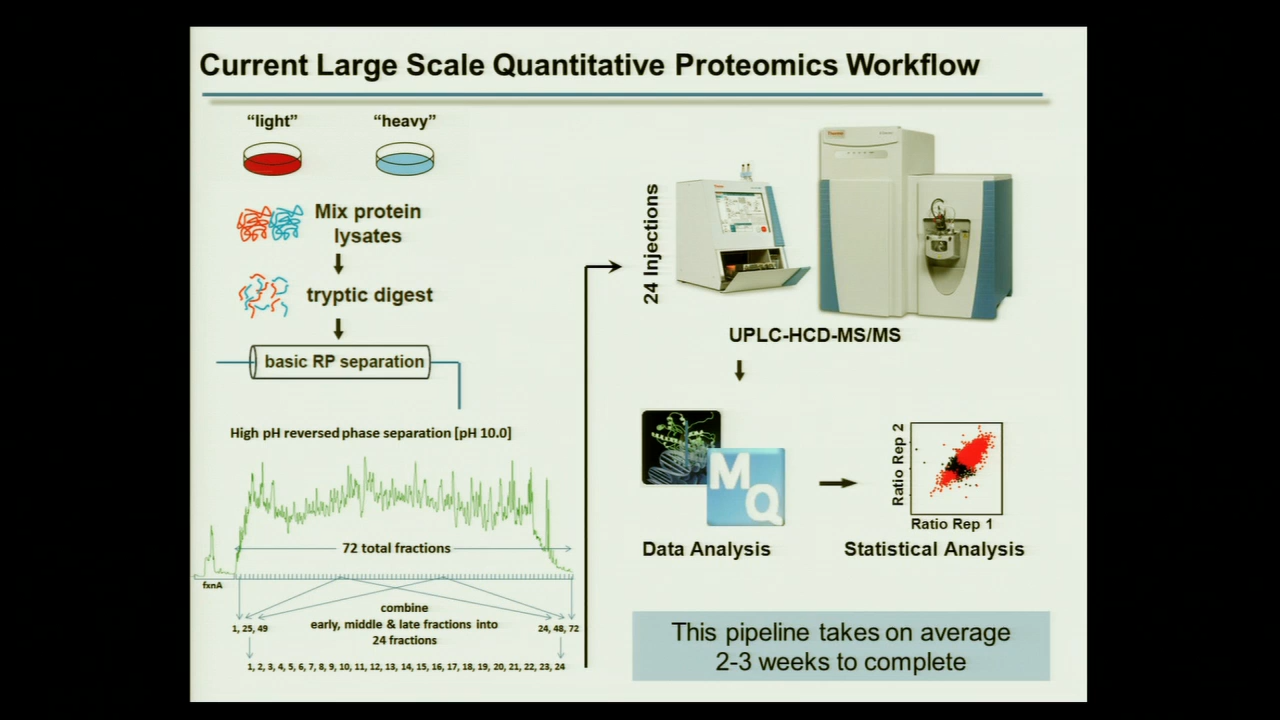 Current Large Scale Quantitative Proteomics Workflow
“light”
“heavy”
Mix protein
lysates
tryptic digest
basic RP separation
High pH reversed phase separation [pH 10.0]
72 total fractions
fxnA
combine
early, middle & late fractions into
24 fractions
1, 25, 49
24, 48, 72
1, 2, 3, 4, 5, 6, 7, 8, 9, 10, 11, 12, 13, 14, 15, 16, 17, 18, 19, 20, 21, 22, 23, 24
24 Injections
UPLC-HCD-MS/MS
MQ
Data Analysis
Ratio Rep 2
Ratio Rep 1
Statistical Analysis
This pipeline takes on average
2-3 weeks to complete